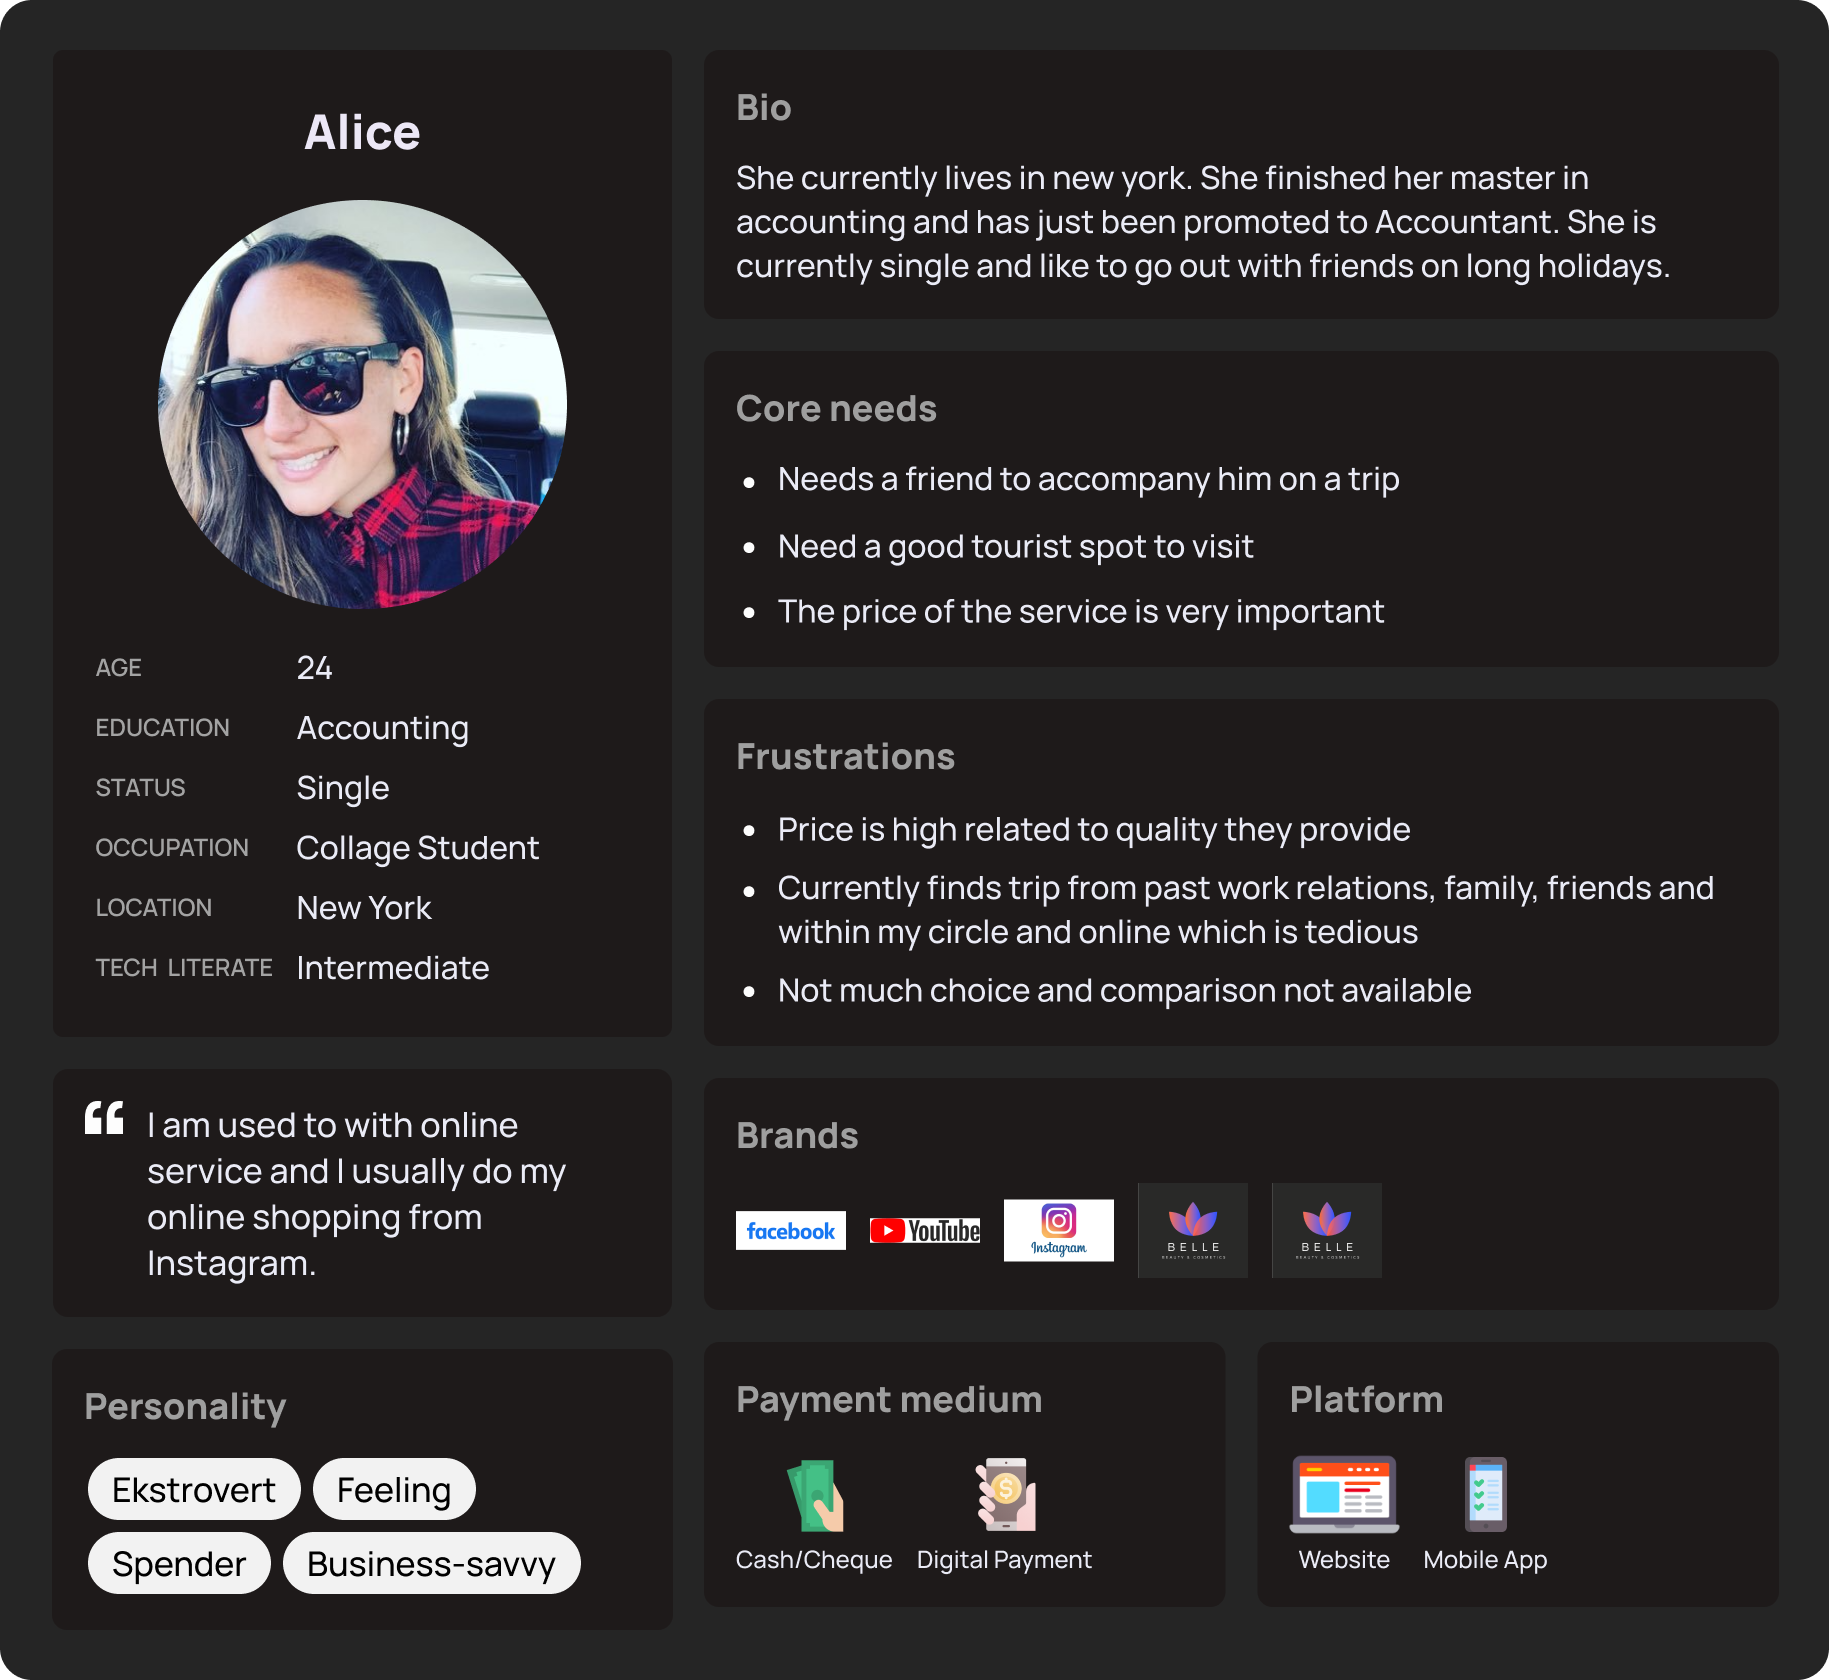 Alice
AGE 24
EDUCATION Accounting
STATUS Single
OCCUPATION Collage Student
LOCATION New York
TECH LITERATE Intermediate
I am used to with online
service and I usually do my
online shopping from
Instagram.
Personality
Ekstrovert Feeling
Spender Business-savvy
Bio
She currently lives in new york. She finished her master in
accounting and has just been promoted to Accountant. She is
currently single and like to go out with friends on long holidays.
Core needs
Needs a friend to accompany him on a trip
Need a good tourist spot to visit
The price of the service is very important
Frustrations
Price is high related to quality they provide
Currently finds trip from past work relations, family, friends and
within my circle and online which is tedious
Not much choice and comparison not available
Brands
facebook YouTube Instagram BELLE BELLE
BEAUTY & COSMETICS BEAUTY & COSMETICS
Payment medium
Cash/Cheque Digital Payment
Platform
Website Mobile App